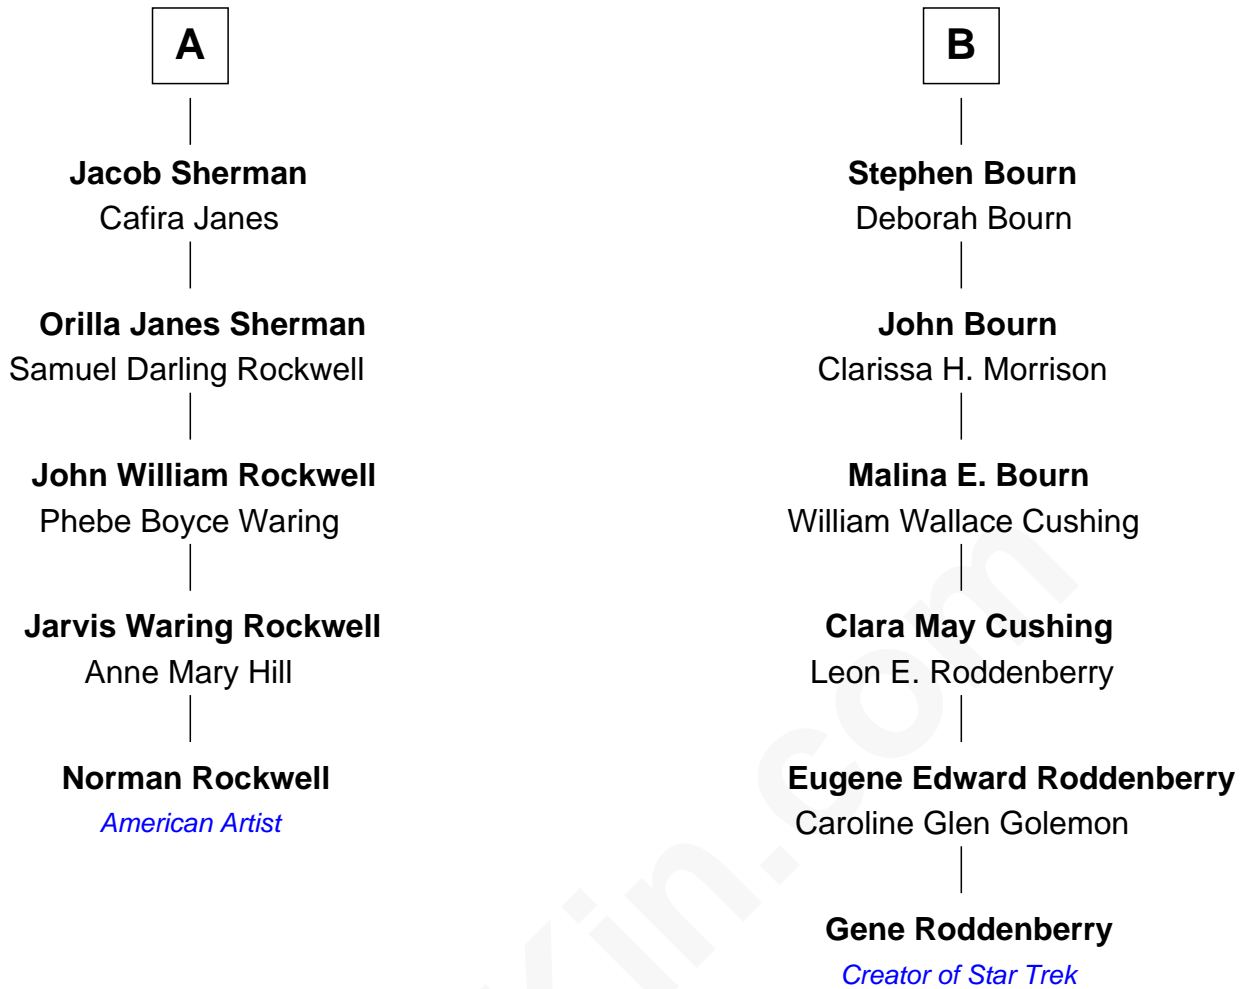 A
Jacob Sherman
Cafira Janes
Orilla Janes Sherman
Samuel Darling Rockwell
John William Rockwell
Phebe Boyce Waring
Jarvis Waring Rockwell
Anne Mary Hill
Norman Rockwell
American Artist
B
Stephen Bourn
Deborah Bourn
John Bourn
Clarissa H. Morrison
Malina E. Bourn
William Wallace Cushing
Clara May Cushing
Leon E. Roddenberry
Eugene Edward Roddenberry
Caroline Glen Golemon
Gene Roddenberry
Creator of Star Trek
Kin.com